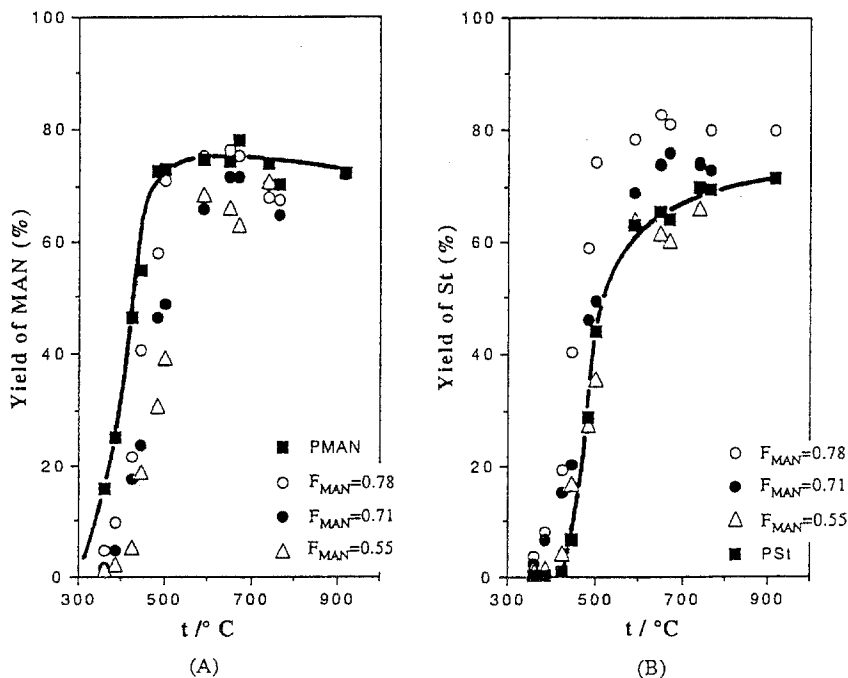 100
80
60
40
20
0
Yield of MAN (%)
300
500
700
900
t / ° C
PMAN
F_MAN=0.78
F_MAN=0.71
F_MAN=0.55
(A)
100
80
60
40
20
0
Yield of St (%)
300
500
700
900
t / °C
F_MAN=0.78
F_MAN=0.71
F_MAN=0.55
PSt
(B)